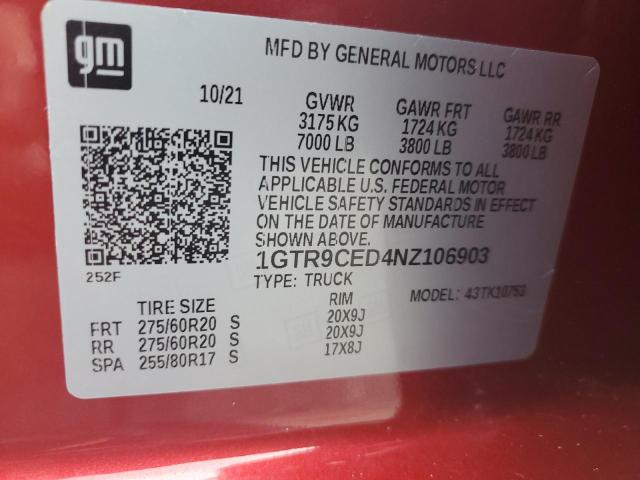 gm
MFD BY GENERAL MOTORS LLC
10/21 GVWR GAWR FRT GAWR RR
3175 KG 1724 KG 1724 KG
7000 LB 3800 LB 3800 LB
THIS VEHICLE CONFORMS TO ALL
APPLICABLE U.S. FEDERAL MOTOR
VEHICLE SAFETY STANDARDS IN EFFECT
ON THE DATE OF MANUFACTURE
SHOWN ABOVE.
1GTR9CED4NZ106903
252F TYPE: TRUCK MODEL: 43TK10753
TIRE SIZE RIM
FRT 275/60R20 S 20X9J
RR 275/60R20 S 20X9J
SPA 255/80R17 S 17X8J